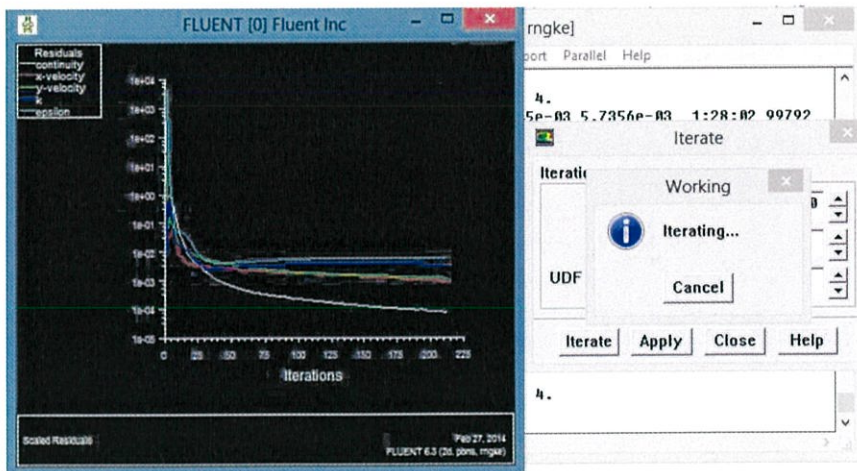 FLUENT [0] Fluent Inc
Residuals
continuity
x-velocity
y-velocity
k
epsilon
1e+04
1e+03
1e+02
1e+01
1e+00
1e-01
1e-02
1e-03
1e-04
1e-05
0
25
50
75
100
125
150
175
200
225
Iterations
Scaled Residuals
Feb 27, 2014
FLUENT 6.3 (2d, pbns, rngke)
rngke]
port Parallel Help
4.
5e-03 5.7356e-03 1:28:02 99792
Iterate
Iteratio
Working
Iterating...
UDF
Cancel
Iterate Apply Close Help
4.